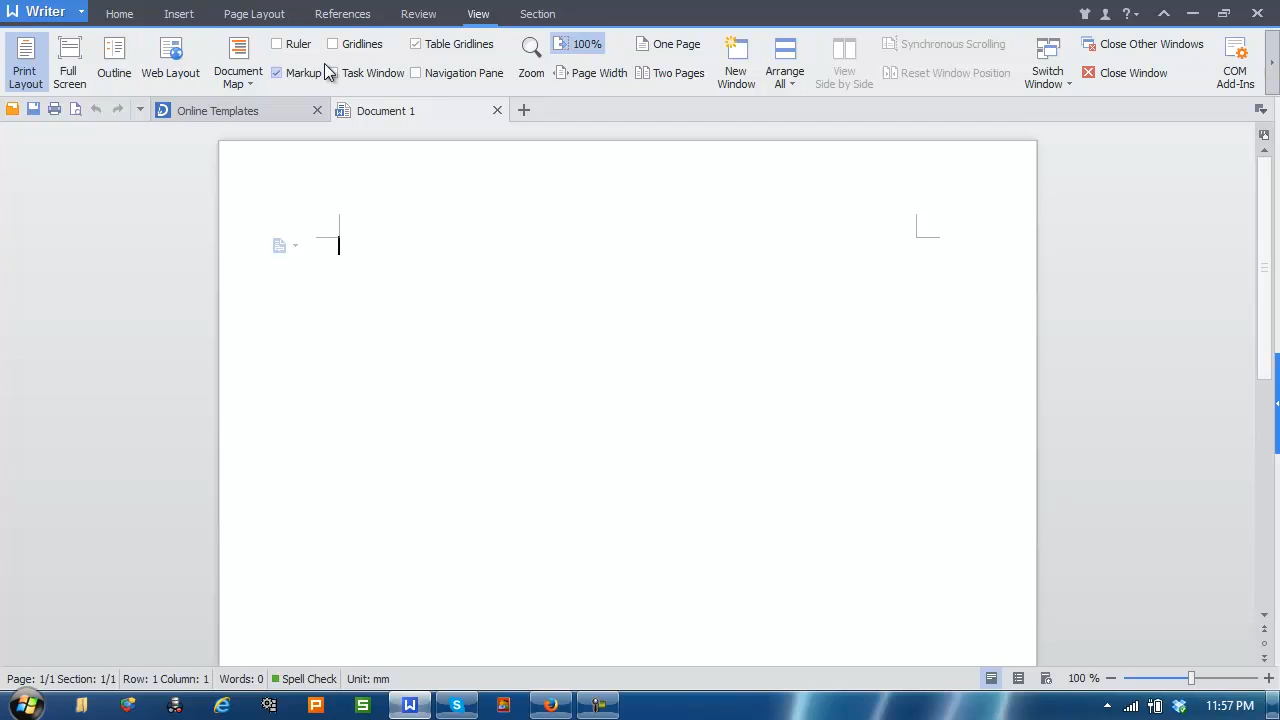 Writer Home Insert Page Layout References Review View Section ?
Ruler Gridlines Table Gridlines 100% One Page Synchronous Scrolling Close Other Windows
Print Layout Full Screen Outline Web Layout Document Map Markup Task Window Navigation Pane Zoom Page Width Two Pages New Window Arrange All View Side by Side Reset Window Position Switch Window Close Window COM Add-Ins
Online Templates Document 1
Page: 1/1 Section: 1/1 Row: 1 Column: 1 Words: 0 Spell Check Unit: mm 100 %
P S W S 11:57 PM